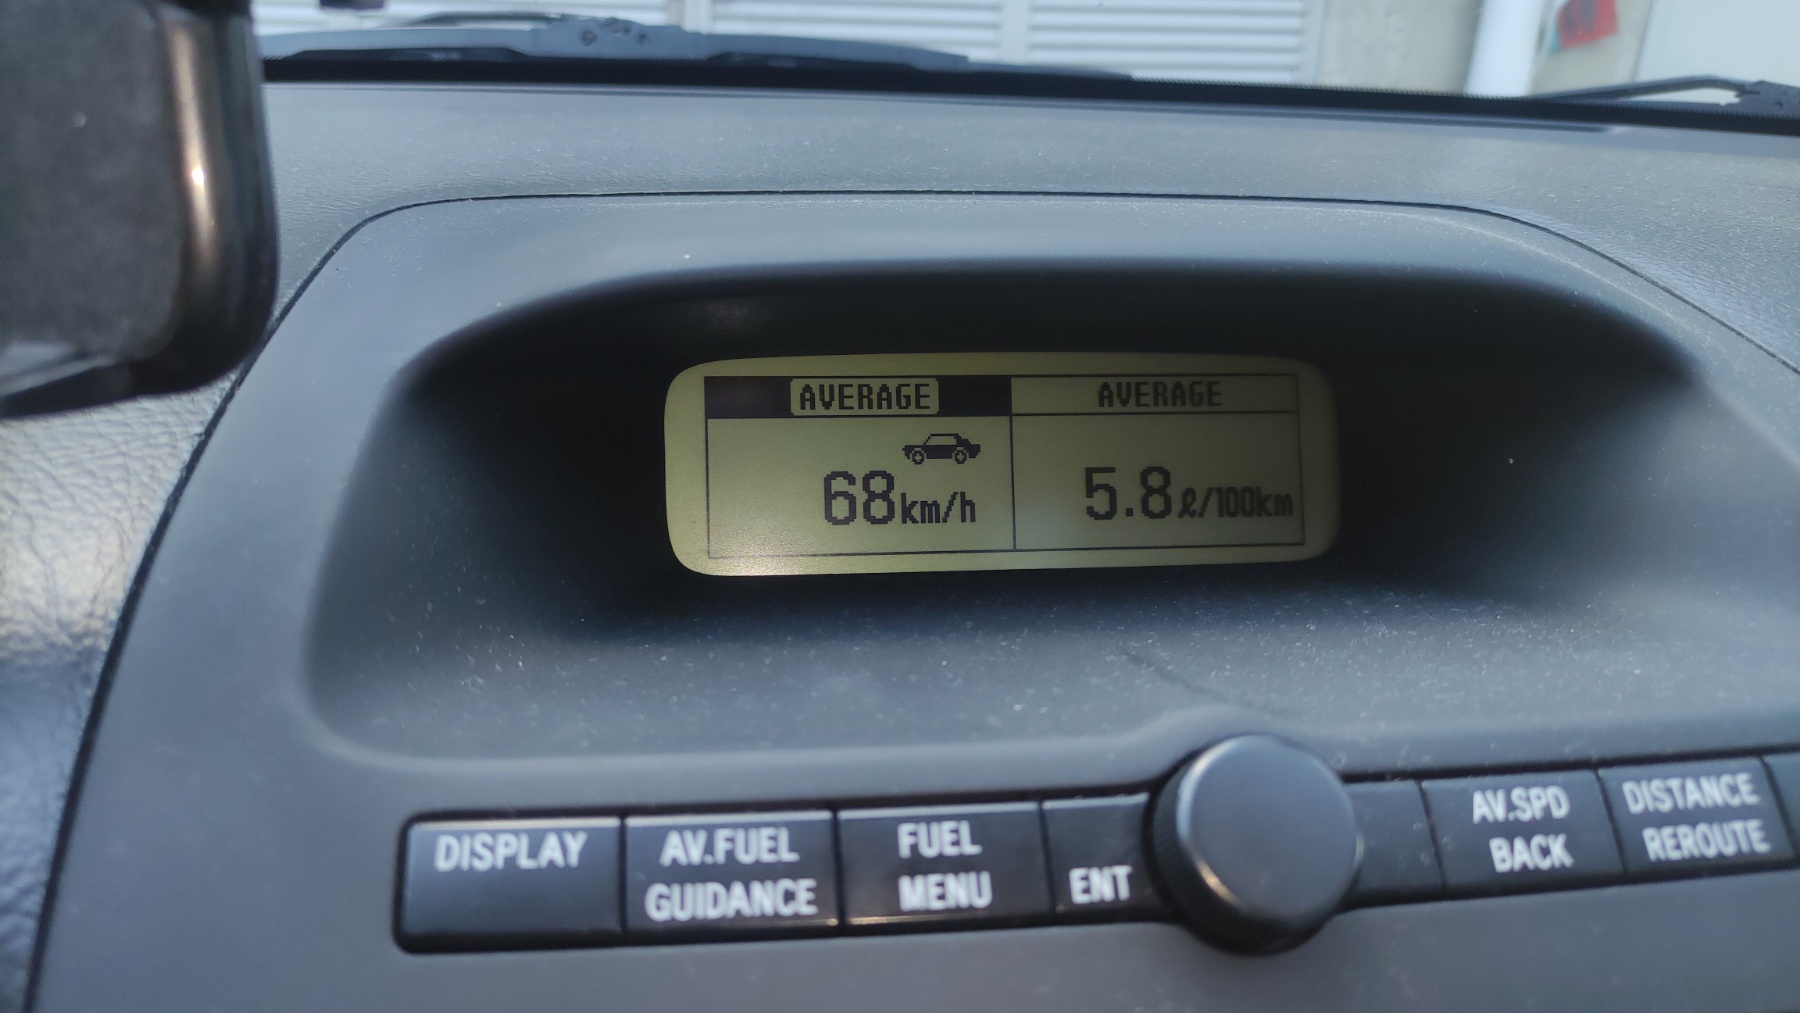 AVERAGE AVERAGE
68km/h 5.8ℓ/100km
DISPLAY
AV.FUEL
GUIDANCE
FUEL
MENU
ENT
AV.SPD
BACK
DISTANCE
REROUTE